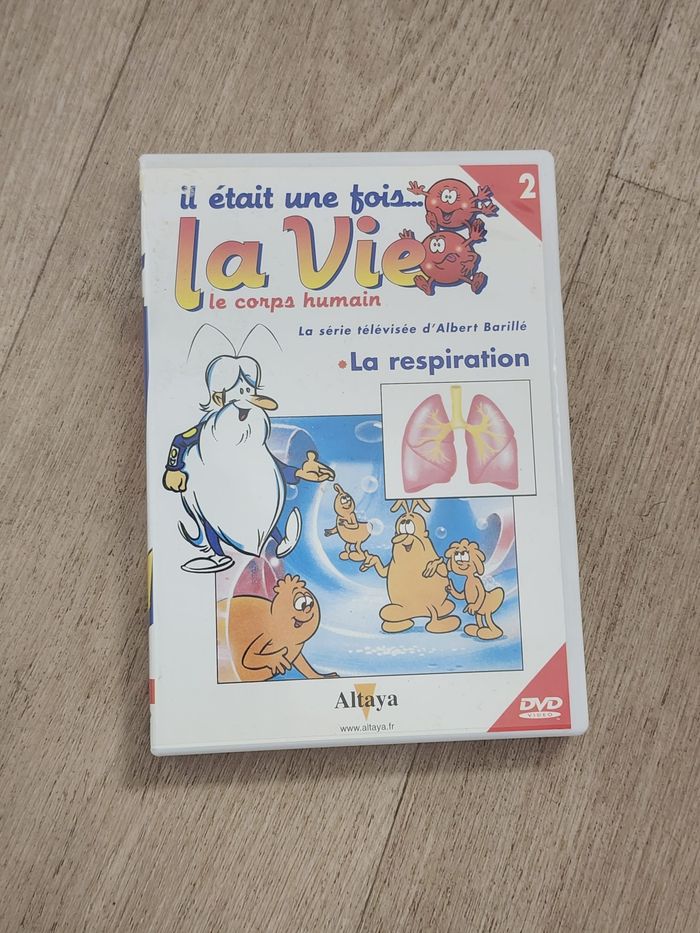 2
il était une fois...
la Vie
le corps humain
La série télévisée d'Albert Barillé
La respiration
Altaya
www.altaya.fr
DVD
VIDEO